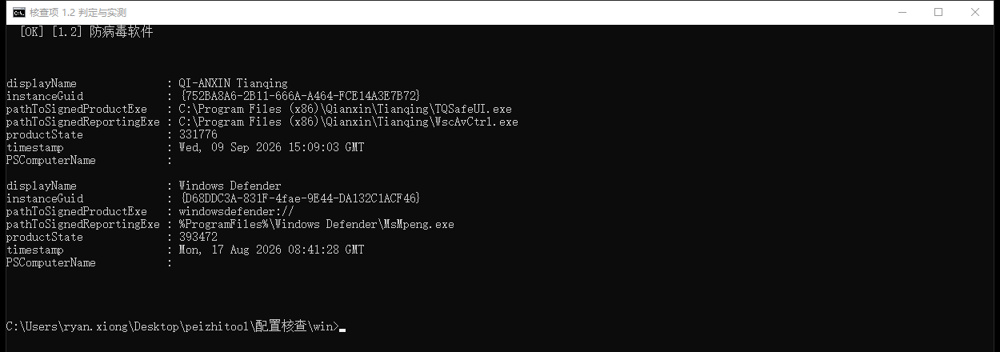 核查项 1.2 判定与实测
[OK] [1.2] 防病毒软件
displayName : QI-ANXIN Tianqing
instanceGuid : {752BA8A6-2B11-666A-A464-FCE14A3E7B72}
pathToSignedProductExe : C:\Program Files (x86)\Qianxin\Tianqing\TQSafeUI.exe
pathToSignedReportingExe : C:\Program Files (x86)\Qianxin\Tianqing\WscAvCtrl.exe
productState : 331776
timestamp : Wed, 09 Sep 2026 15:09:03 GMT
PSComputerName :
displayName : Windows Defender
instanceGuid : {D68DDC3A-831F-4fae-9E44-DA132C1ACF46}
pathToSignedProductExe : windowsdefender://
pathToSignedReportingExe : %ProgramFiles%\Windows Defender\MsMpeng.exe
productState : 393472
timestamp : Mon, 17 Aug 2026 08:41:28 GMT
PSComputerName :
C:\Users\ryan.xiong\Desktop\peizhitool\配置核查\win>